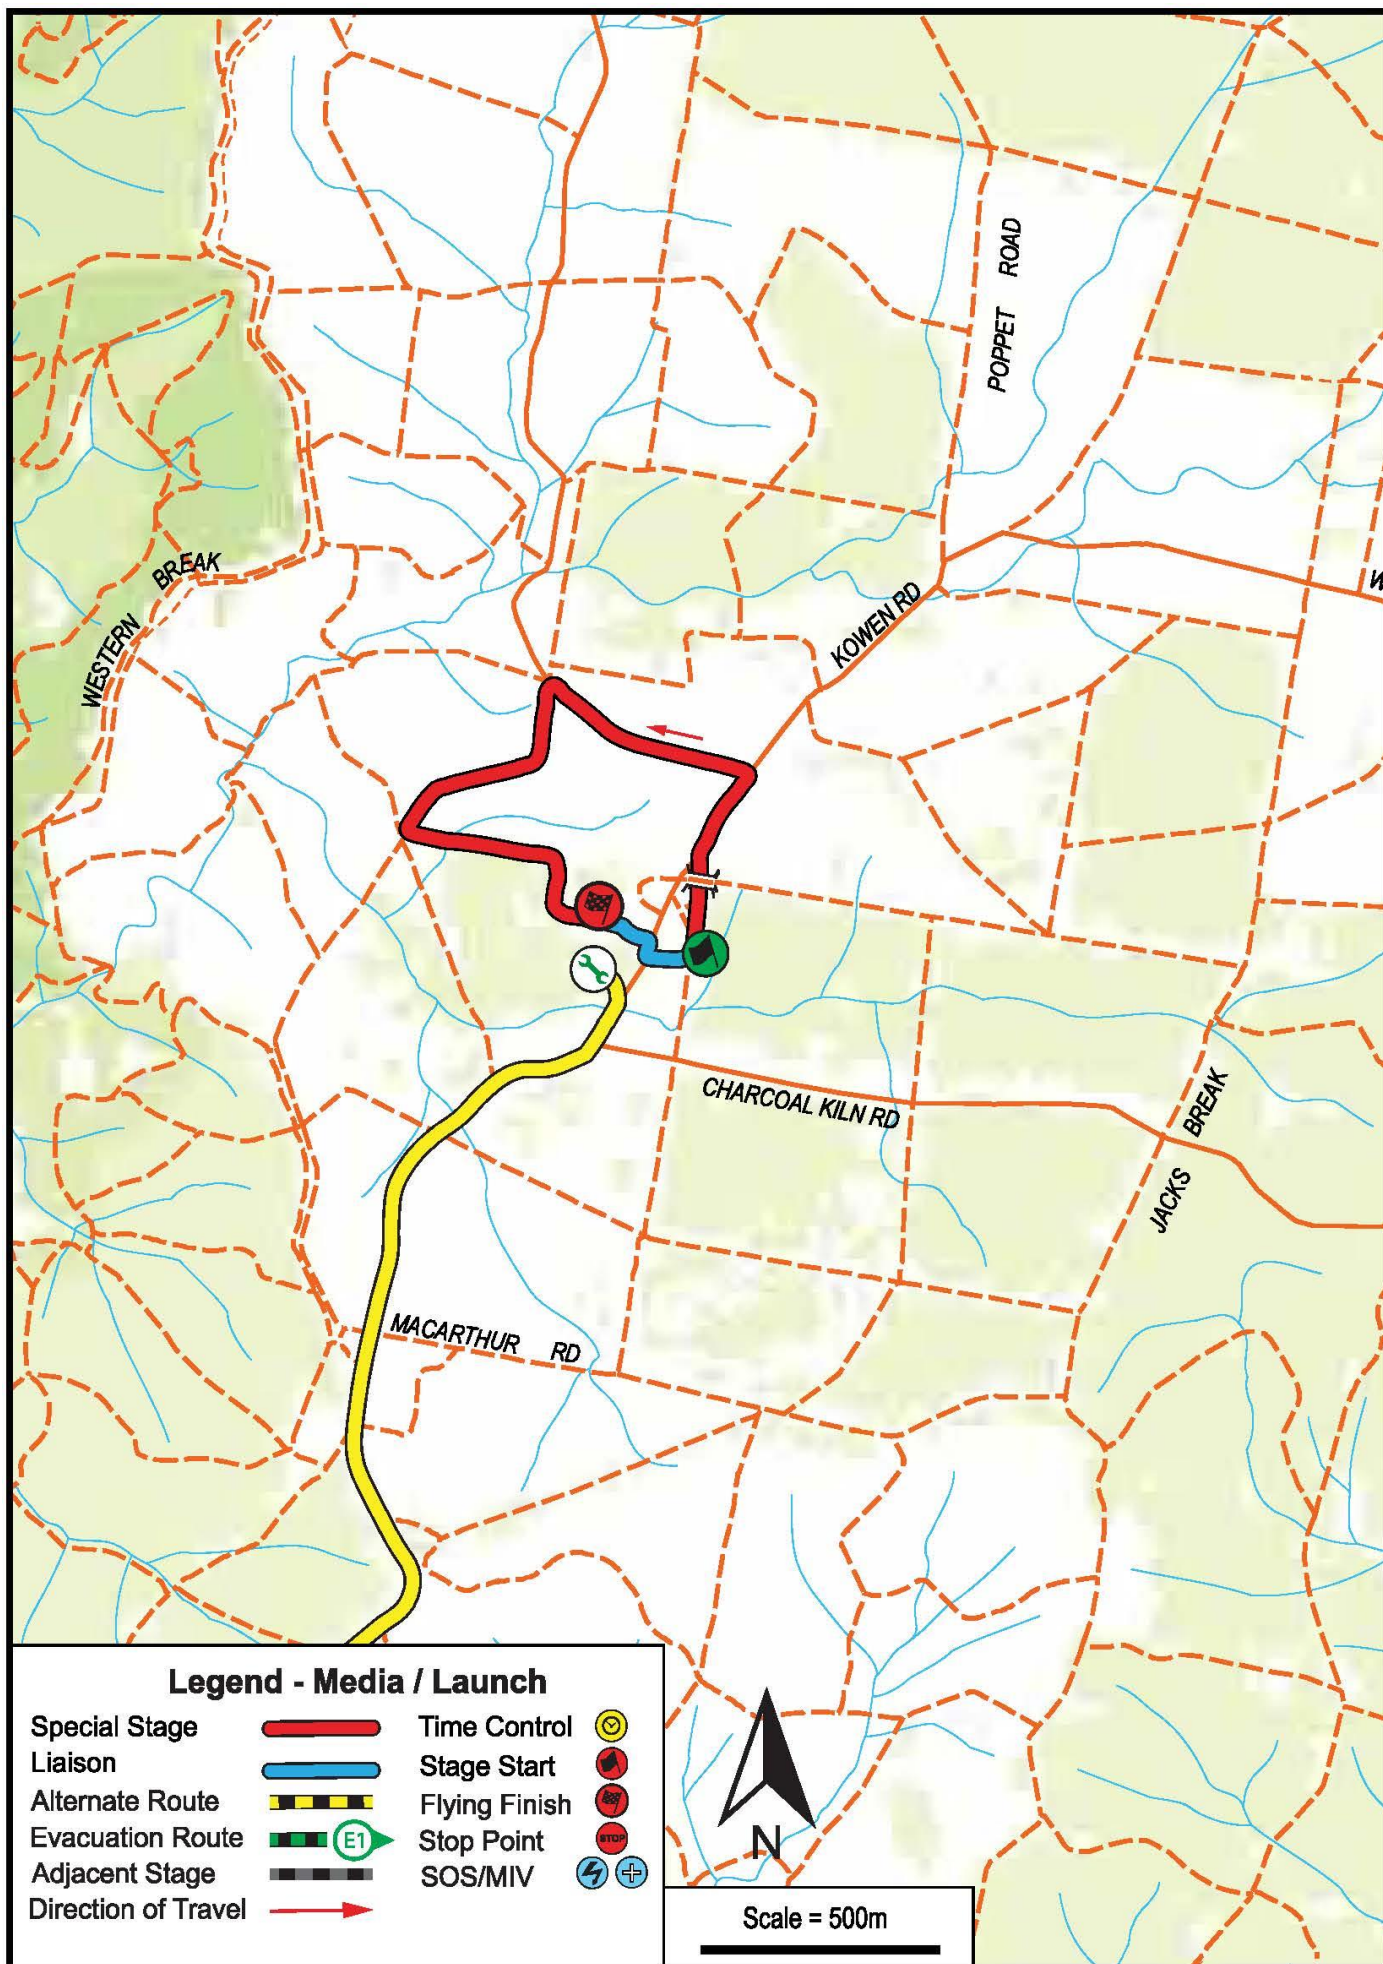 POPPET ROAD
KOWEN RD
WESTERN BREAK
CHARCOAL KILN RD
JACKS BREAK
MACARTHUR RD
Legend - Media / Launch
Special Stage
Time Control
Liaison
Stage Start
Alternate Route
Flying Finish
Evacuation Route E1
Stop Point STOP
Adjacent Stage
SOS/MIV
Direction of Travel
N
Scale = 500m